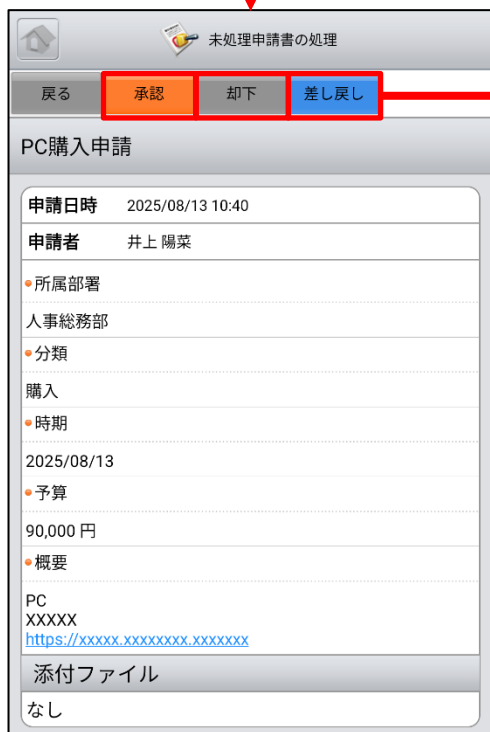 未処理申請書の処理
戻る 承認 却下 差し戻し
PC購入申請
申請日時 2025/08/13 10:40
申請者 井上 陽菜
所属部署
人事総務部
分類
購入
時期
2025/08/13
予算
90,000 円
概要
PC
XXXXX
https://xxxxx.xxxxxxxx.xxxxxxx
添付ファイル
なし